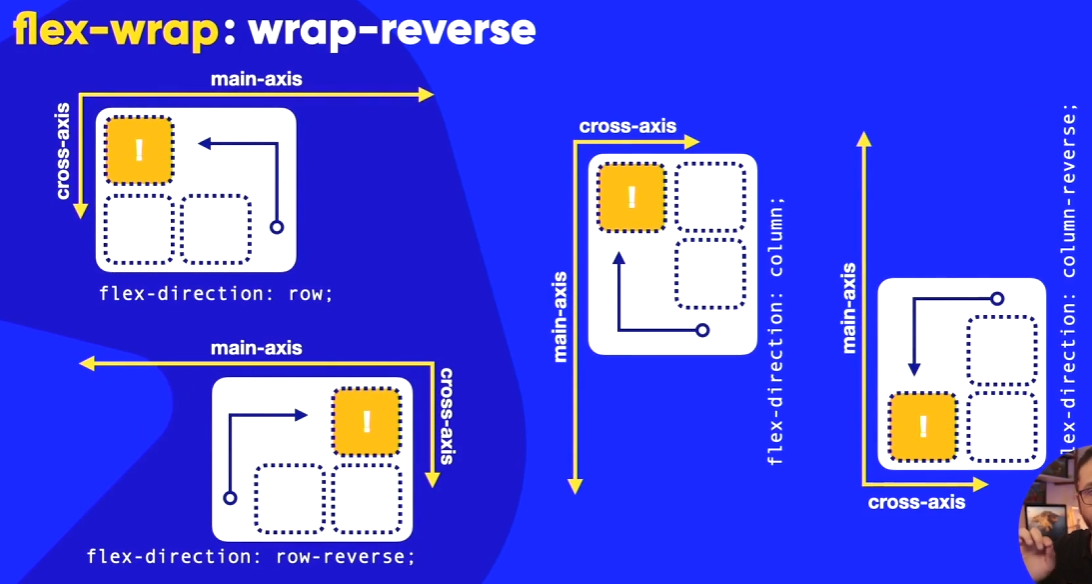 flex-wrap: wrap-reverse
main-axis
cross-axis
!
flex-direction: row;
main-axis
cross-axis
!
flex-direction: row-reverse;
cross-axis
main-axis
!
flex-direction: column;
main-axis
!
cross-axis
flex-direction: column-reverse;